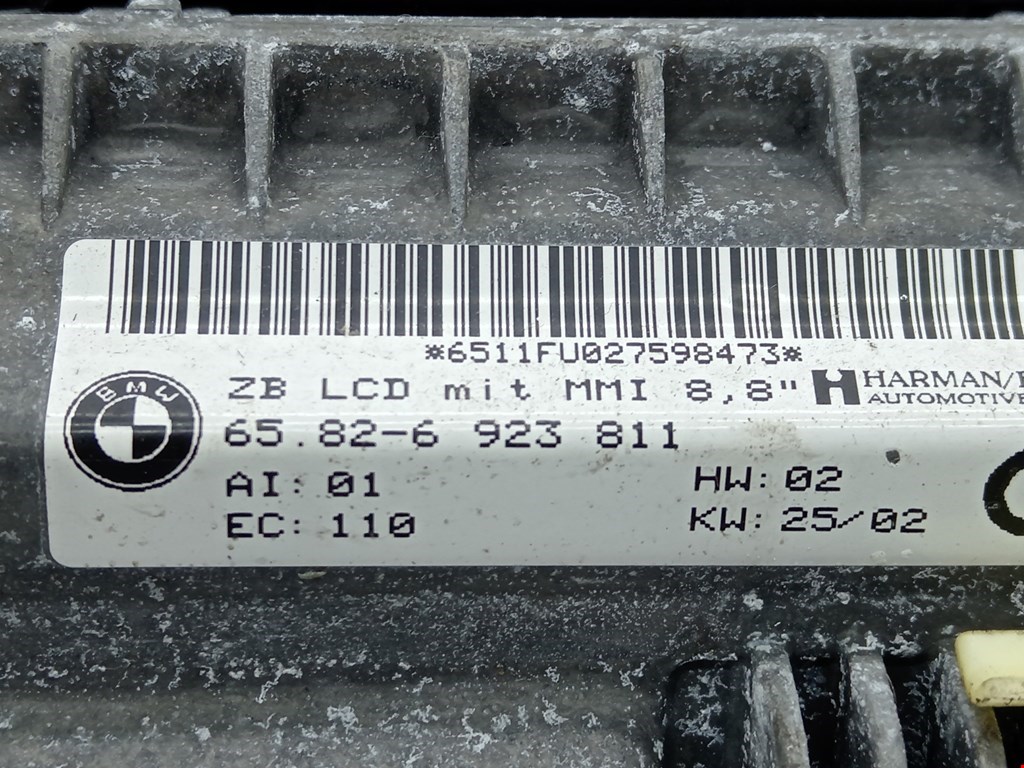 *6511FU027598473*
BMW
ZB LCD mit MMI 8,8"
HARMAN/
AUTOMOTIVE
65.82-6 923 811
AI: 01
HW: 02
EC: 110
KW: 25/02